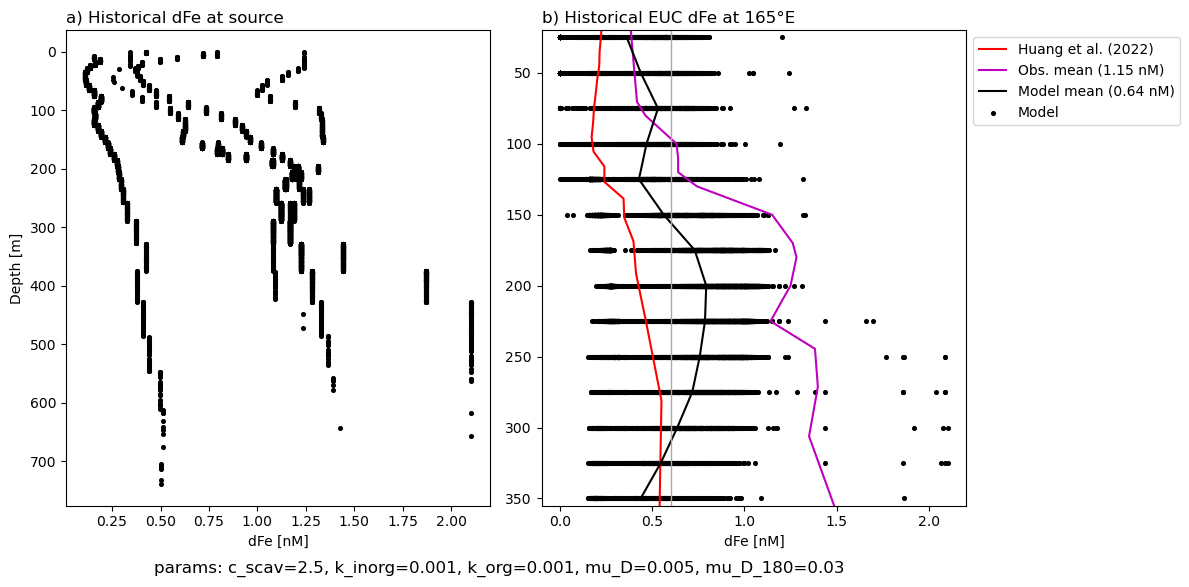 a) Historical dFe at source
b) Historical EUC dFe at 165°E
Depth [m]
0
100
200
300
400
500
600
700
0.25
0.50
0.75
1.00
1.25
1.50
1.75
2.00
dFe [nM]
50
100
150
200
250
300
350
0.0
0.5
1.0
1.5
2.0
dFe [nM]
Huang et al. (2022)
Obs. mean (1.15 nM)
Model mean (0.64 nM)
Model
params: c_scav=2.5, k_inorg=0.001, k_org=0.001, mu_D=0.005, mu_D_180=0.03